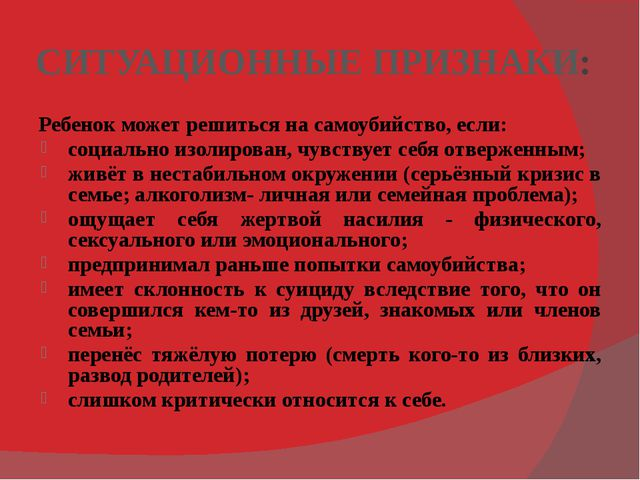 СИТУАЦИОННЫЕ ПРИЗНАКИ:
Ребенок может решиться на самоубийство, если:
социально изолирован, чувствует себя отверженным;
живёт в нестабильном окружении (серьёзный кризис в
семье; алкоголизм- личная или семейная проблема);
ощущает себя жертвой насилия - физического,
сексуального или эмоционального;
предпринимал раньше попытки самоубийства;
имеет склонность к суициду вследствие того, что он
совершился кем-то из друзей, знакомых или членов
семьи;
перенёс тяжёлую потерю (смерть кого-то из близких,
развод родителей);
слишком критически относится к себе.